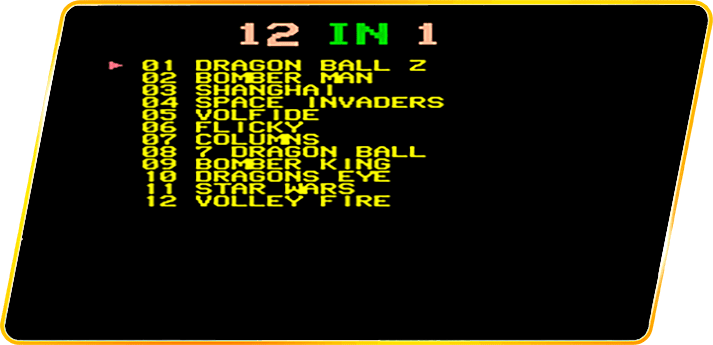 12 IN 1
01 DRAGON BALL Z
02 BOMBER MAN
03 SHANGHAI
04 SPACE INVADERS
05 VOLFIDE
06 FLICKY
07 COLUMNS
08 7 DRAGON BALL
09 BOMBER KING
10 DRAGONS EYE
11 STAR WARS
12 VOLLEY FIRE